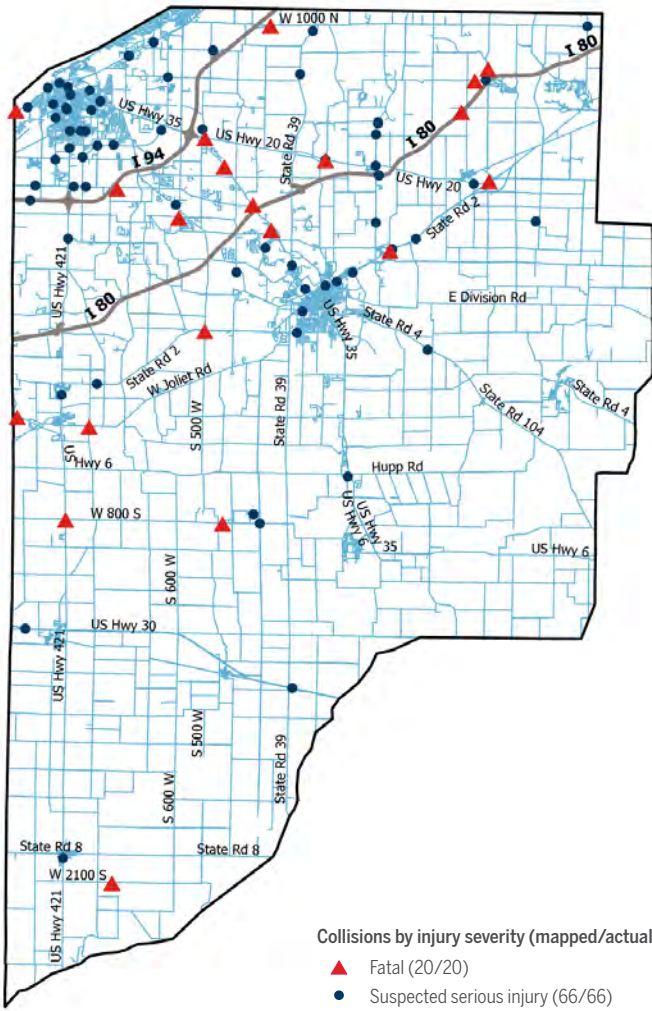 W 1000 N
I 80
US Hwy 35
US Hwy 20
State Rd 39
I 80
I 94
US Hwy 20
State Rd 2
US Hwy 421
I 80
E Division Rd
US Hwy 35
State Rd 4
State Rd 2
W Joliet Rd
S 500 W
State Rd 39
State Rd 104
State Rd 4
US
Hwy 6
Hupp Rd
W 800 S
US Hwy 6
US Hwy
35
US Hwy 6
S 600 W
US Hwy 30
US Hwy 421
S 500 W
State Rd 39
S 600 W
State Rd 8
State Rd 8
W 2100 S
US Hwy 421
Collisions by injury severity (mapped/actual
Fatal (20/20)
Suspected serious injury (66/66)